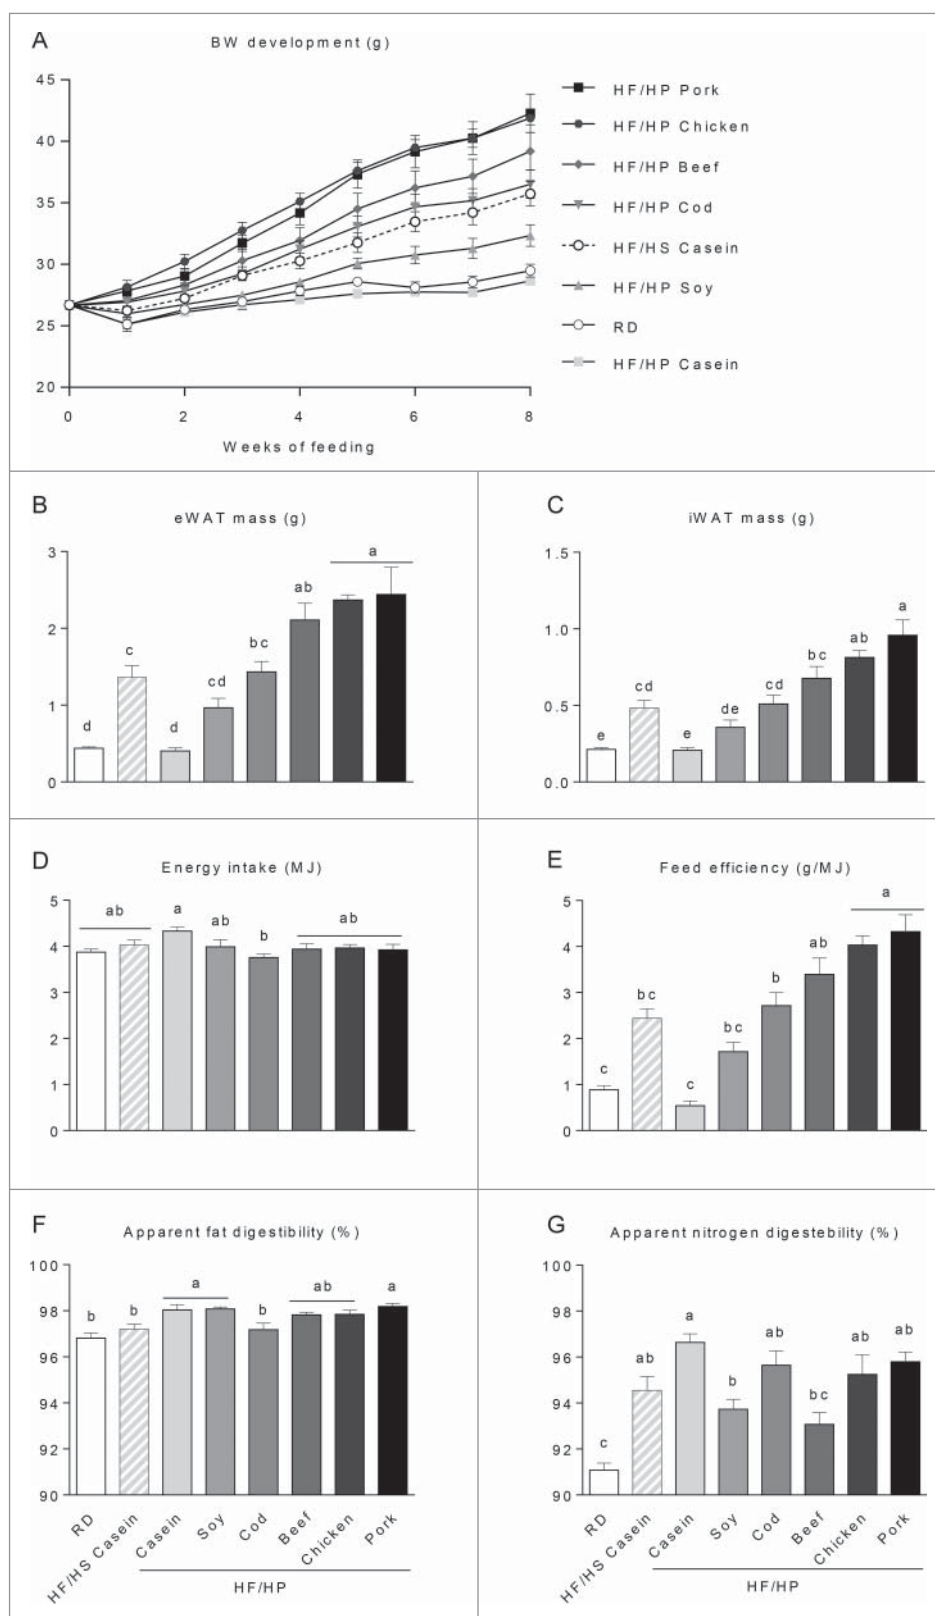 A
BW development (g)
45
40
35
30
25
20
0 2 4 6 8
Weeks of feeding
HF/HP Pork
HF/HP Chicken
HF/HP Beef
HF/HP Cod
HF/HS Casein
HF/HP Soy
RD
HF/HP Casein
B
eWAT mass (g)
3
2
1
0
d c d cd bc ab a
C
iWAT mass (g)
1.5
1.0
0.5
0.0
e cd e de cd bc ab a
D
Energy intake (MJ)
5
4
3
2
1
0
ab a ab b ab
E
Feed efficiency (g/MJ)
5
4
3
2
1
0
c bc c bc b ab a
F
Apparent fat digestibility (%)
100
98
96
94
92
90
b b a b ab a
RD HF/HS Casein Casein Soy Cod Beef Chicken Pork
HF/HP
G
Apparent nitrogen digestebility (%)
100
98
96
94
92
90
c ab a b ab bc ab ab
RD HF/HS Casein Casein Soy Cod Beef Chicken Pork
HF/HP